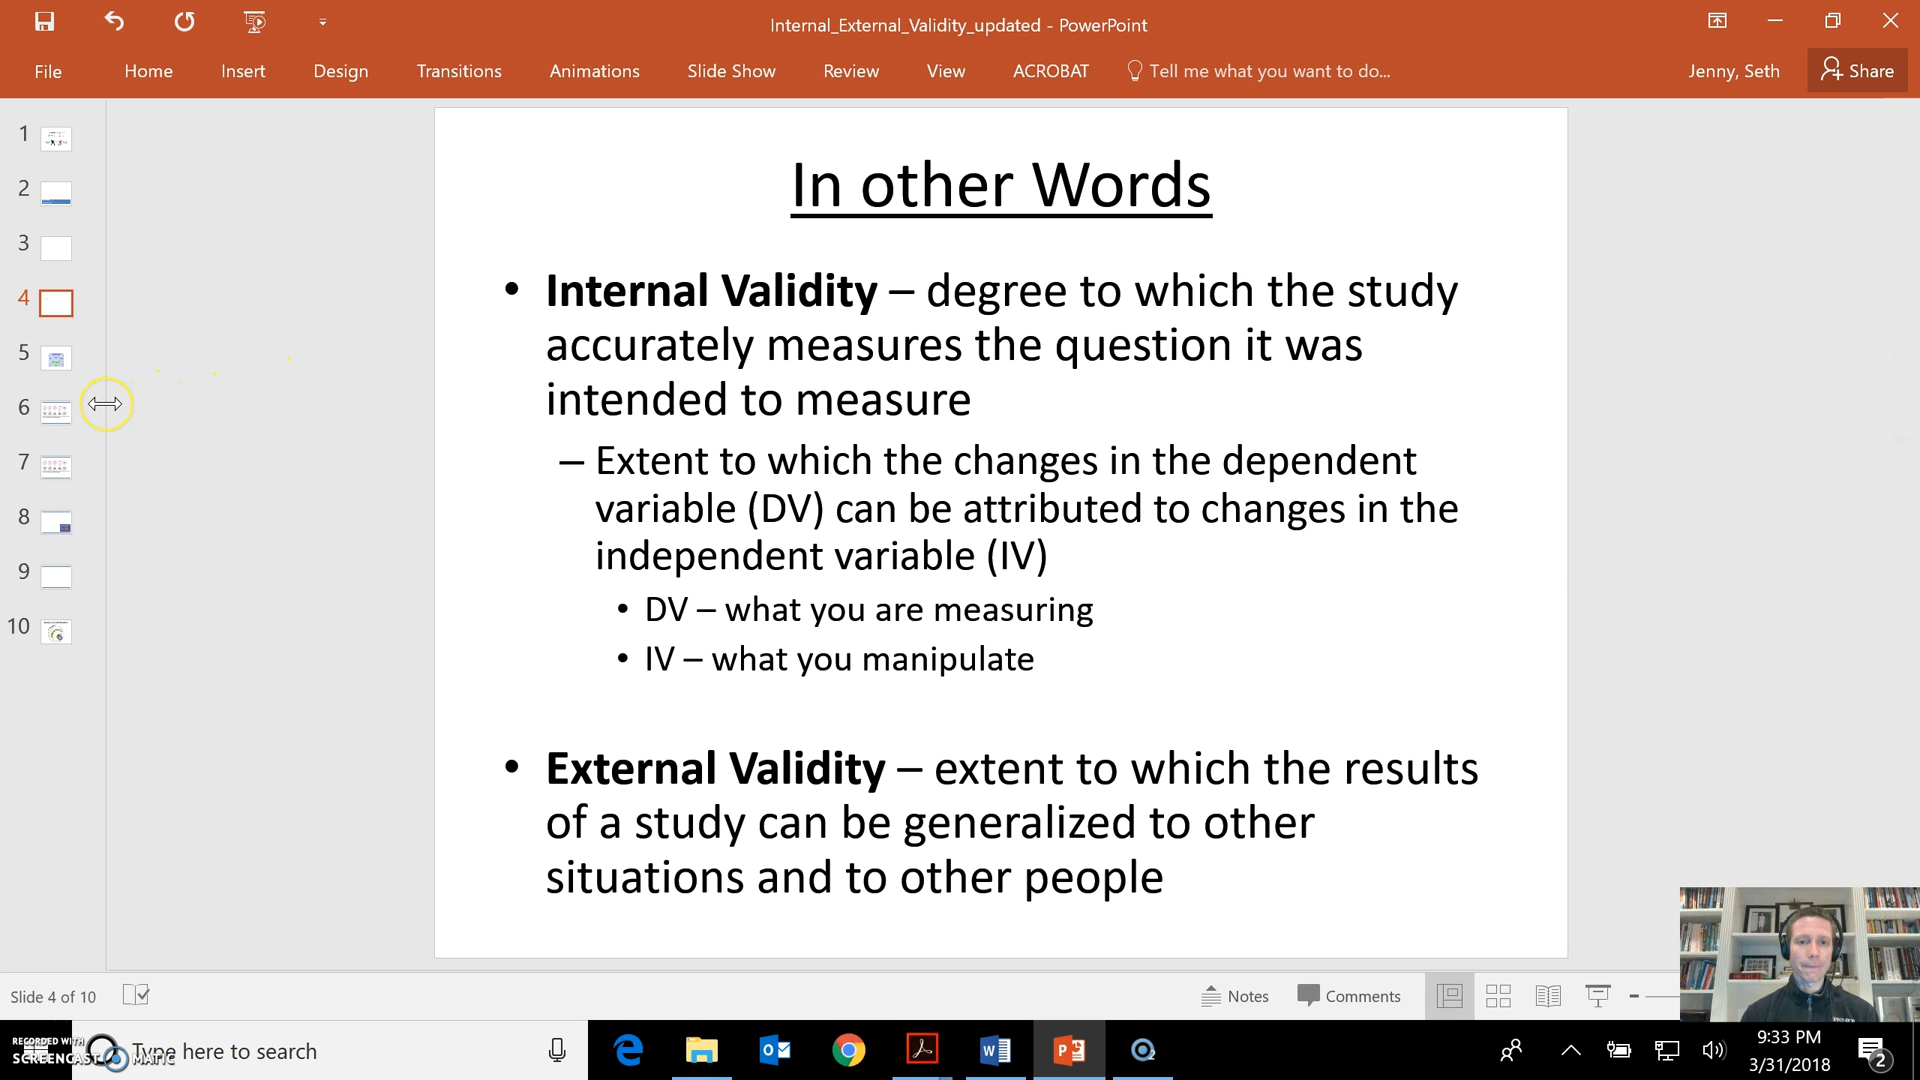 Internal_External_Validity_updated - PowerPoint
File Home Insert Design Transitions Animations Slide Show Review View ACROBAT Tell me what you want to do... Jenny, Seth Share
1
2
3
4
5
6
7
8
9
10
In other Words
• Internal Validity – degree to which the study
accurately measures the question it was
intended to measure
– Extent to which the changes in the dependent
variable (DV) can be attributed to changes in the
independent variable (IV)
• DV – what you are measuring
• IV – what you manipulate
• External Validity – extent to which the results
of a study can be generalized to other
situations and to other people
Slide 4 of 10 Notes Comments
RECORDED WITH
SCREENCAST MATIC
Type here to search
9:33 PM
3/31/2018
2